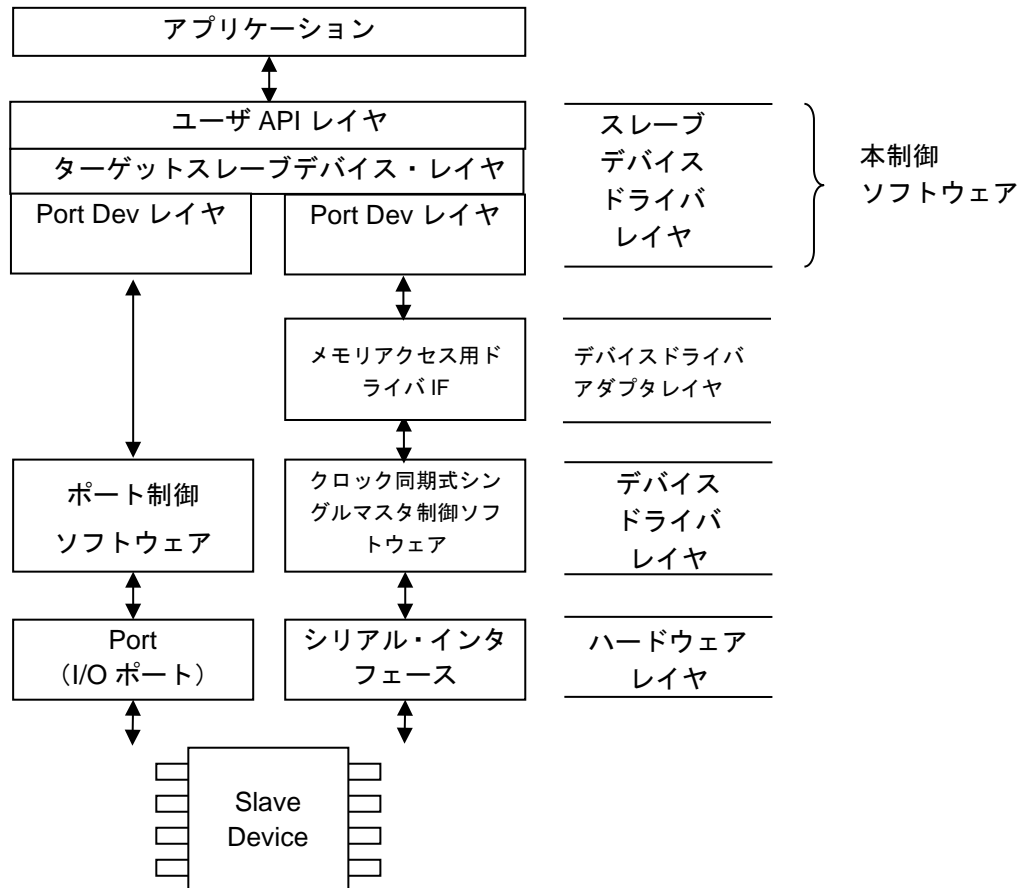 アプリケーション
ユーザ API レイヤ
ターゲットスレーブデバイス・レイヤ
Port Dev レイヤ
Port Dev レイヤ
スレーブ
デバイス
ドライバ
レイヤ
本制御
ソフトウェア
メモリアクセス用ド
ライバ IF
デバイスドライバ
アダプタレイヤ
ポート制御
ソフトウェア
クロック同期式シン
グルマスタ制御ソフ
トウェア
デバイス
ドライバ
レイヤ
Port
(I/O ポート)
シリアル・インタ
フェース
ハードウェア
レイヤ
Slave
Device